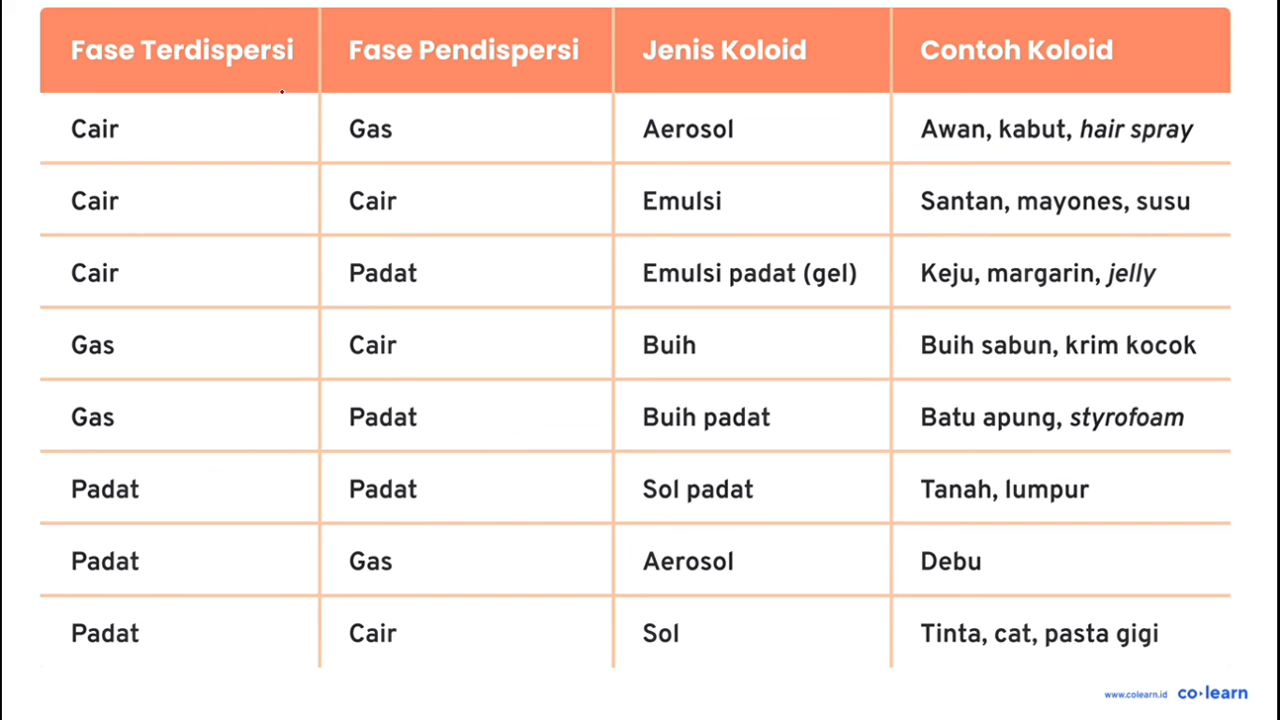 Fase Terdispersi Fase Pendispersi Jenis Koloid Contoh Koloid
Cair Gas Aerosol Awan, kabut, hair spray
Cair Cair Emulsi Santan, mayones, susu
Cair Padat Emulsi padat (gel) Keju, margarin, jelly
Gas Cair Buih Buih sabun, krim kocok
Gas Padat Buih padat Batu apung, styrofoam
Padat Padat Sol padat Tanah, lumpur
Padat Gas Aerosol Debu
Padat Cair Sol Tinta, cat, pasta gigi
www.colearn.id co·learn